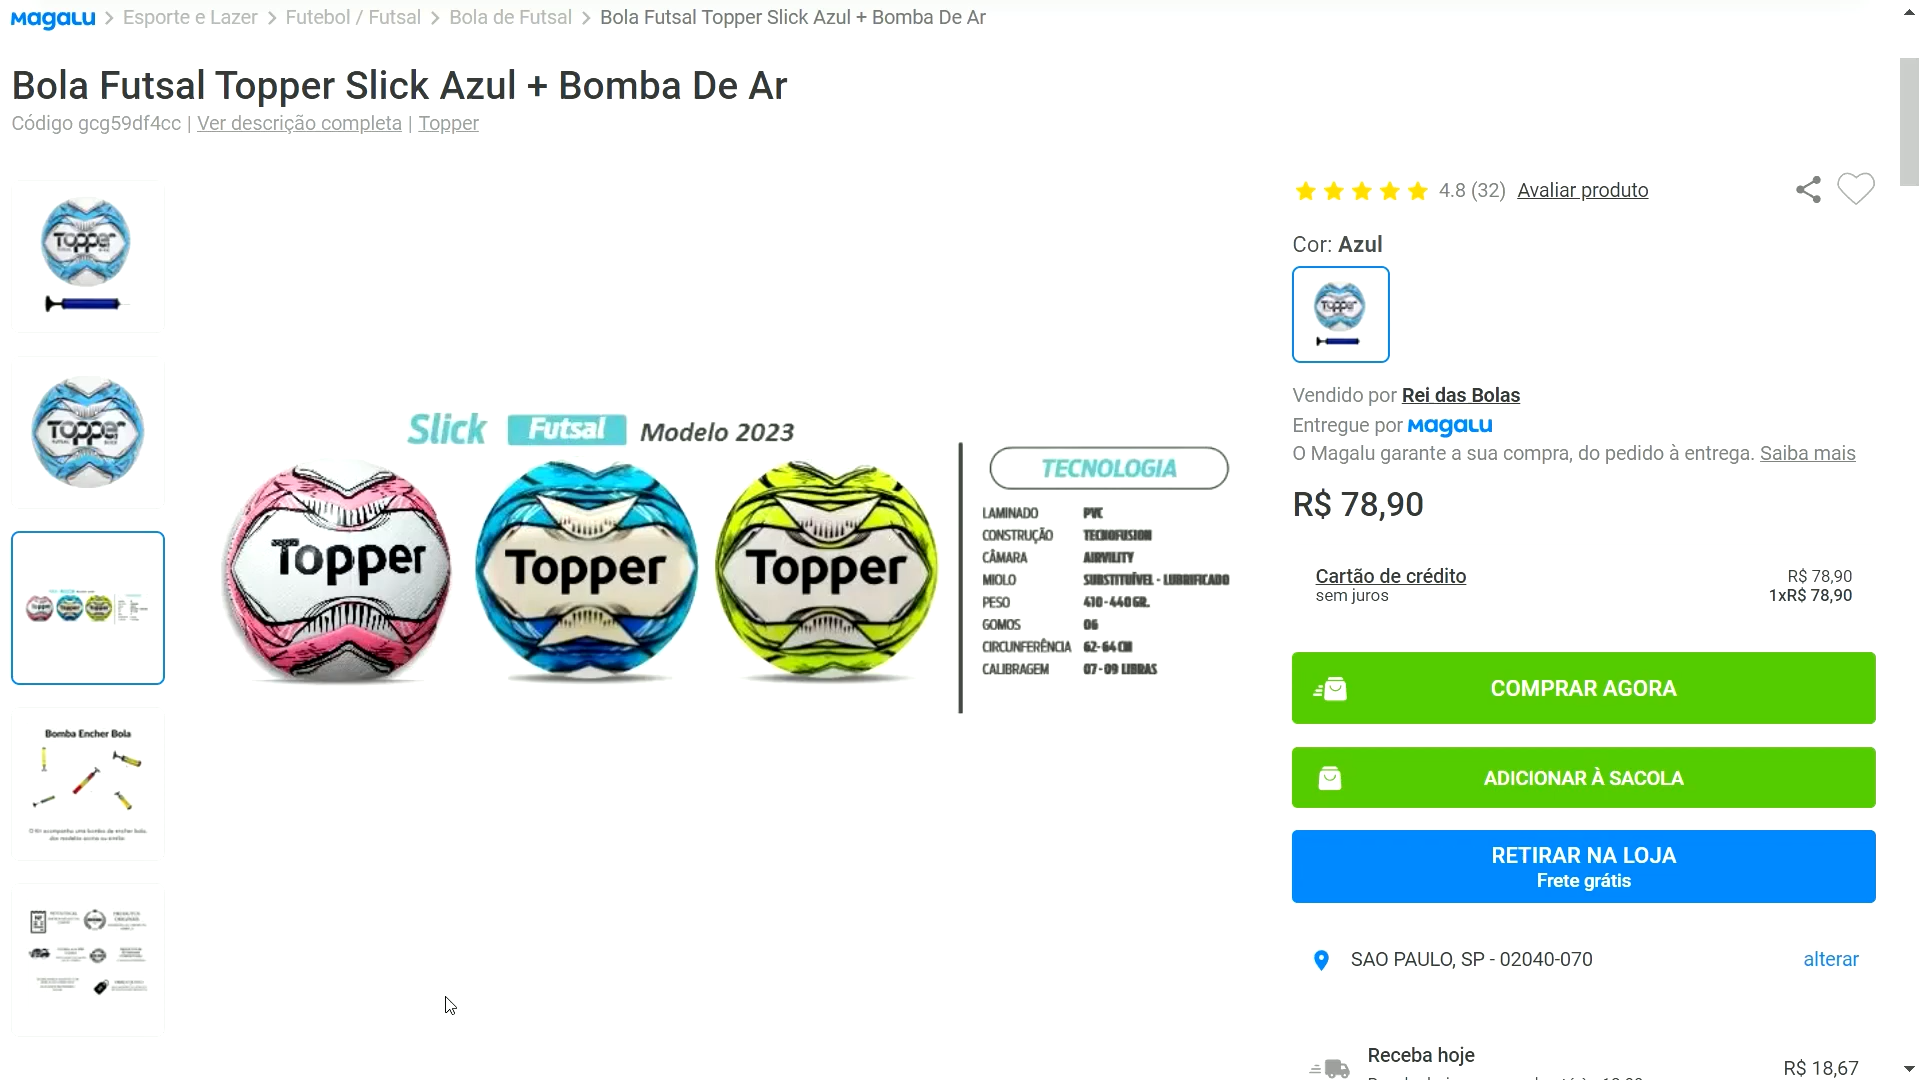 Magalu > Esporte e Lazer > Futebol / Futsal > Bola de Futsal > Bola Futsal Topper Slick Azul + Bomba De Ar
Bola Futsal Topper Slick Azul + Bomba De Ar
Código gcg59df4cc | Ver descrição completa | Topper
4.8 (32) Avaliar produto
Cor: Azul
Topper
Topper
Topper
Topper
Topper
Topper
Bomba Encher Bola
Slick Futsal Modelo 2023
Topper
Topper
Topper
TECNOLOGIA
LAMINADO PVC
CONSTRUÇÃO TECNOFUSION
CÂMARA AIRVILITY
MIOLO SUBSTITUÍVEL - LUBRIFICADO
PESO 410-440GR.
GOMOS 06
CIRCUNFERÊNCIA 62-64CM
CALIBRAGEM 07-09 LIBRAS
Vendido por Rei das Bolas
Entregue por Magalu
O Magalu garante a sua compra, do pedido à entrega. Saiba mais
R$ 78,90
Cartão de crédito R$ 78,90
sem juros 1xR$ 78,90
COMPRAR AGORA
ADICIONAR À SACOLA
RETIRAR NA LOJA
Frete grátis
SAO PAULO, SP - 02040-070 alterar
Receba hoje R$ 18,67